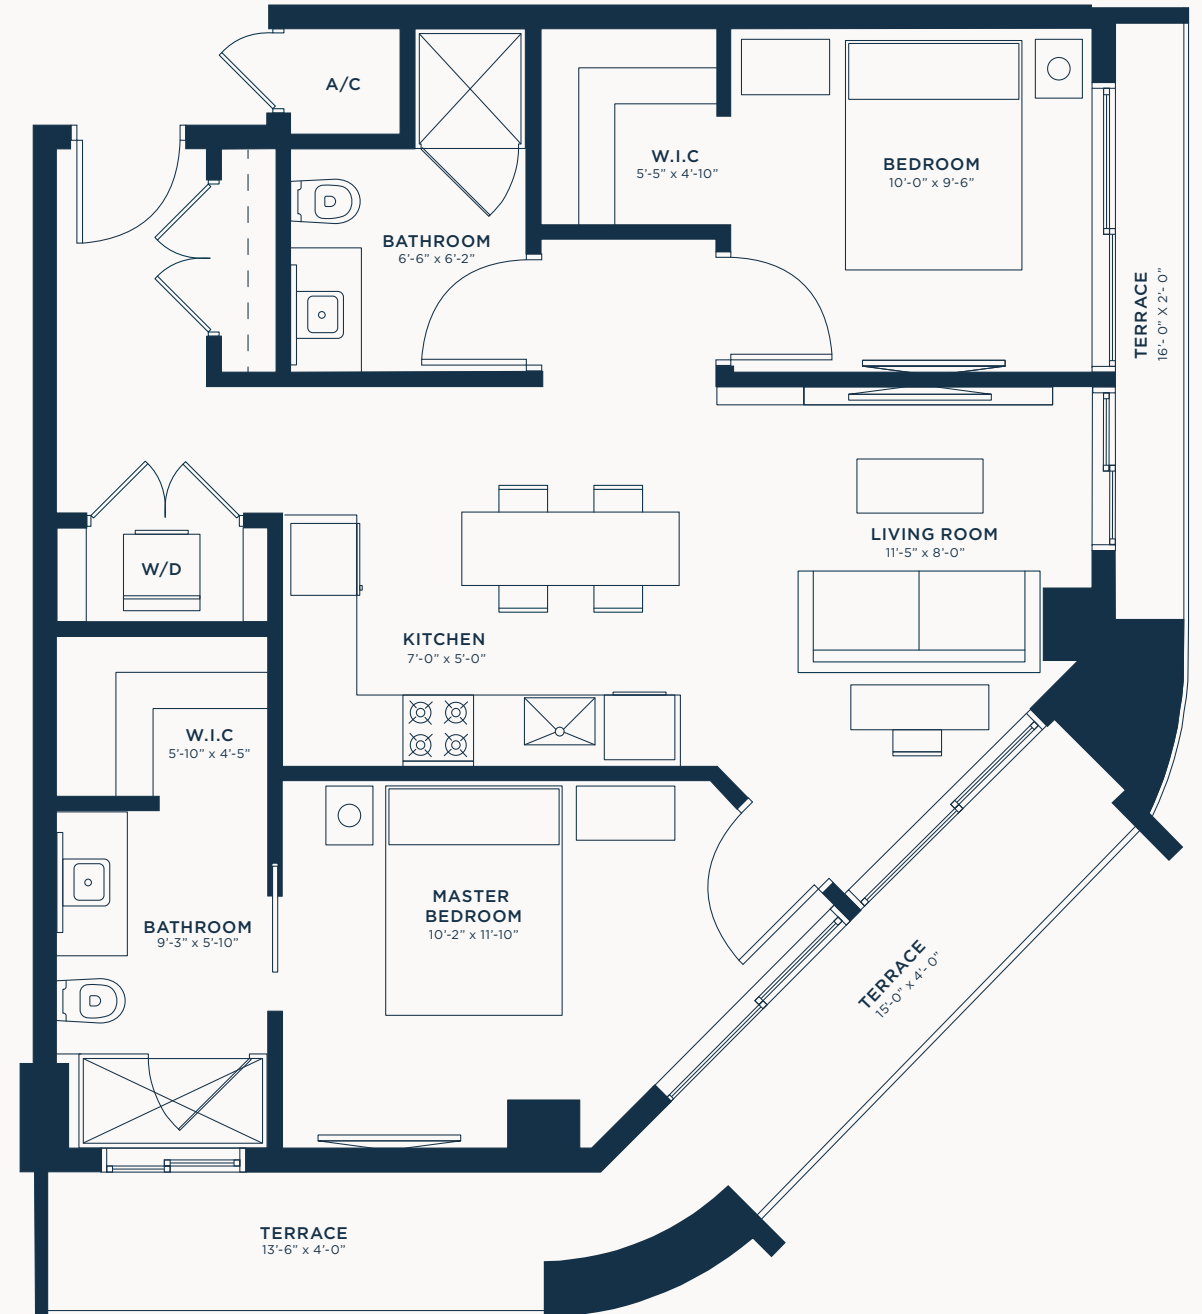 A/C
W.I.C
5'-5" x 4'-10"
BEDROOM
10'-0" x 9'-6"
BATHROOM
6'-6" x 6'-2"
TERRACE
16'- 0" X 2'- 0"
LIVING ROOM
11'-5" x 8'-0"
W/D
KITCHEN
7'-0" x 5'-0"
W.I.C
5'-10" x 4'-5"
MASTER
BEDROOM
10'-2" x 11'-10"
BATHROOM
9'-3" x 5'-10"
TERRACE
15'-0" x 4'- 0"
TERRACE
13'-6" x 4'-0"